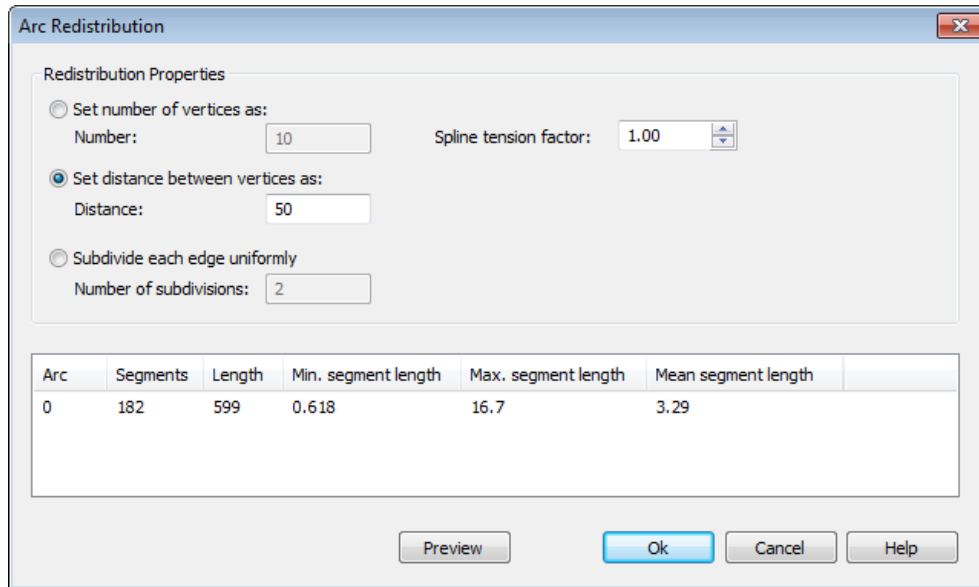 Arc Redistribution
Redistribution Properties
Set number of vertices as:
Number: 10 Spline tension factor: 1.00
Set distance between vertices as:
Distance: 50
Subdivide each edge uniformly
Number of subdivisions: 2
Arc Segments Length Min. segment length Max. segment length Mean segment length
0 182 599 0.618 16.7 3.29
Preview Ok Cancel Help